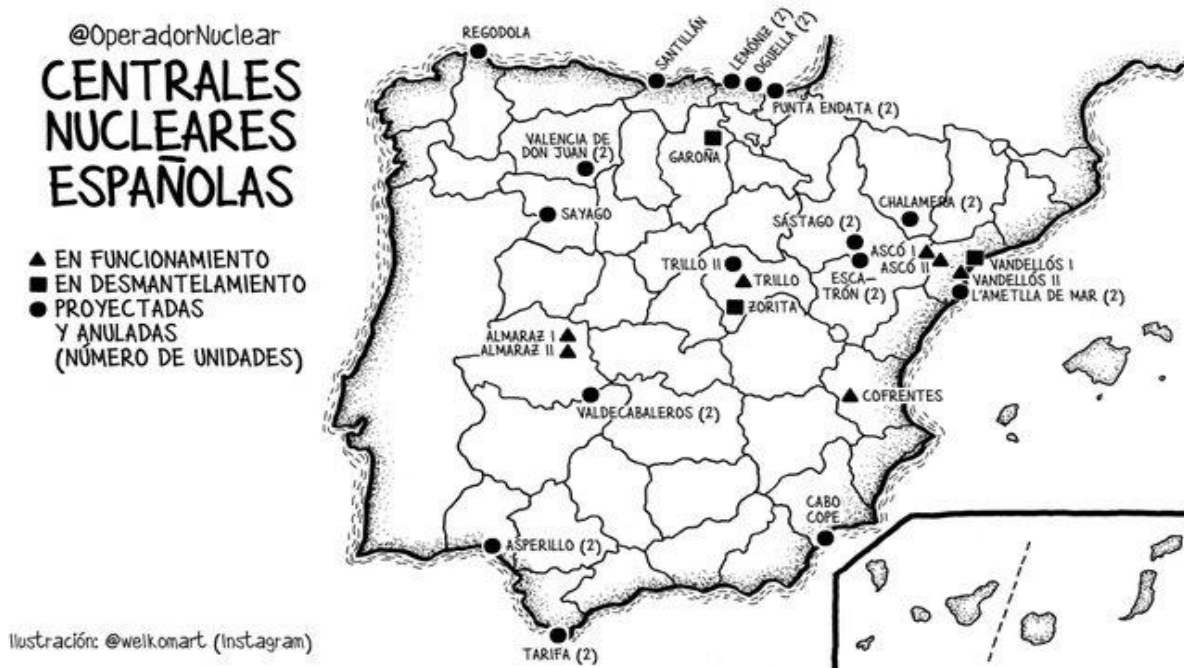 @OperadorNuclear
CENTRALES
NUCLEARES
ESPAÑOLAS
EN FUNCIONAMIENTO
EN DESMANTELAMIENTO
PROYECTADAS
Y ANULADAS
(NÚMERO DE UNIDADES)
REGODOLA
SANTILLÁN
LEMÓNIZ (2)
OGUELLA (2)
PUNTA ENDATA (2)
VALENCIA DE
DON JUAN (2)
GAROÑA
SAYAGO
CHALAMERA (2)
SÁSTAGO (2)
ASCÓ I
ASCÓ II
ESCA-
TRÓN (2)
VANDELLÓS I
VANDELLÓS II
L'AMETLLA DE MAR (2)
TRILLO II
TRILLO
ZORITA
ALMARAZ I
ALMARAZ II
VALDECABALEROS (2)
COFRENTES
CABO
COPE
ASPERILLO (2)
TARIFA (2)
Ilustración: @welkomart (Instagram)